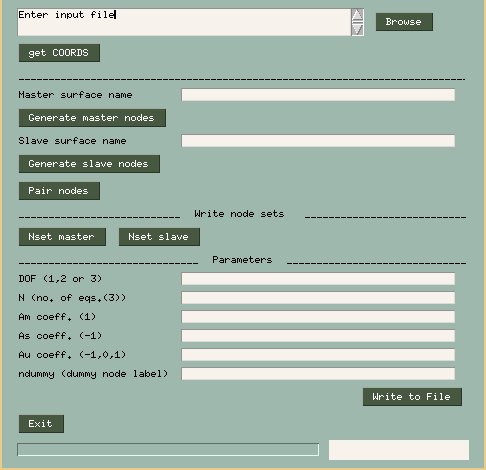 Enter input file
Browse
get COORDS
Master surface name
Generate master nodes
Slave surface name
Generate slave nodes
Pair nodes
Write node sets
Nset master Nset slave
Parameters
DOF (1,2 or 3)
N (no. of eqs.(3))
Am coeff. (1)
As coeff. (-1)
Au coeff. (-1,0,1)
ndummy (dummy node label)
Write to File
Exit